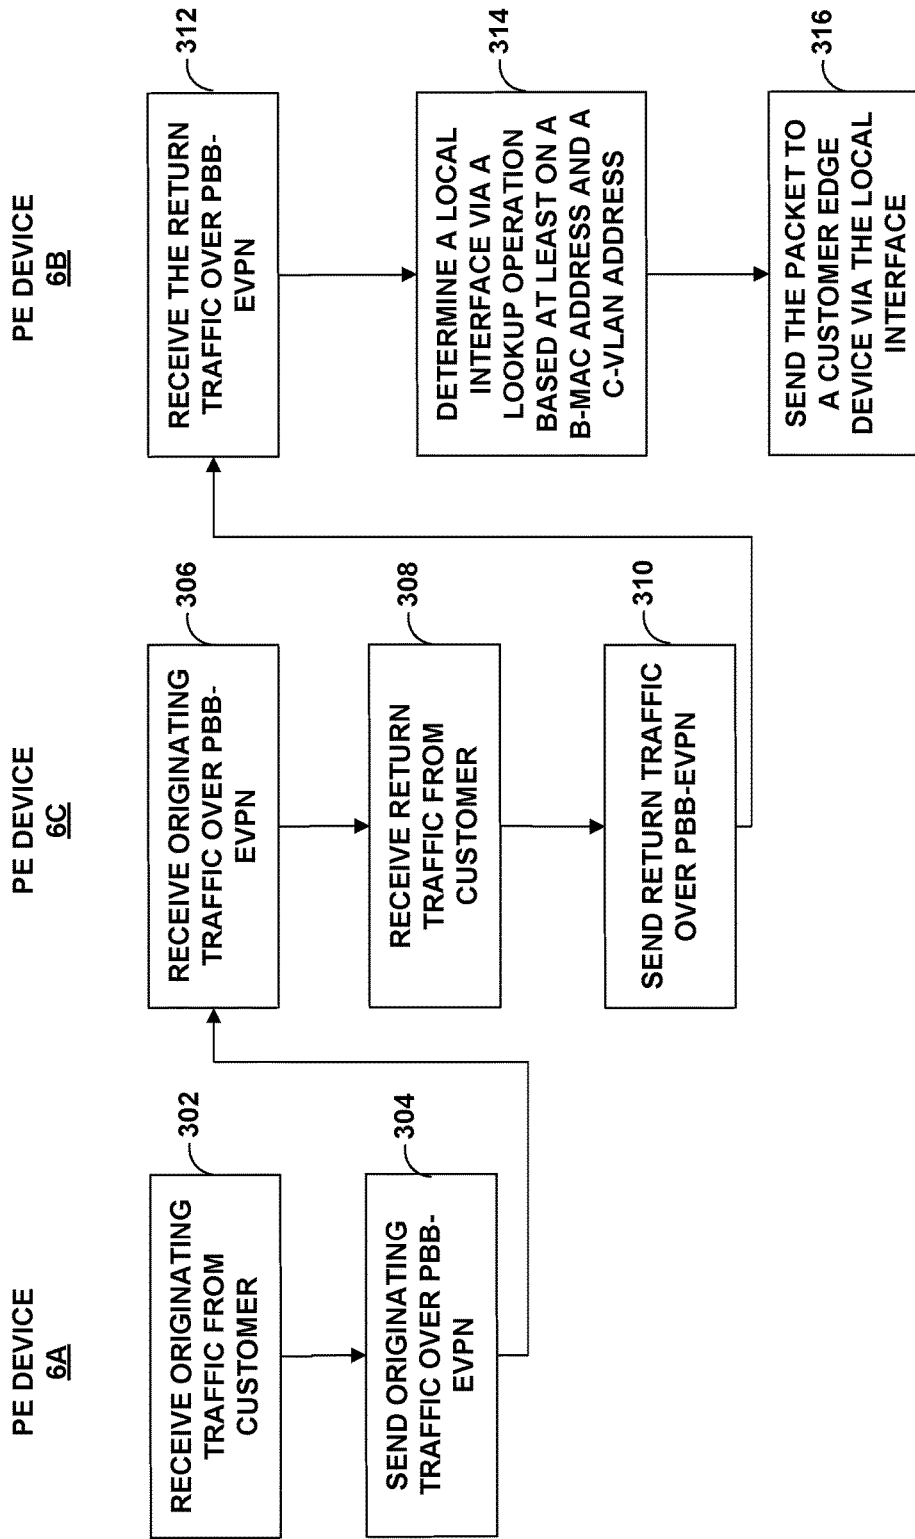 PE DEVICE
6A
302
RECEIVE ORIGINATING
TRAFFIC FROM
CUSTOMER
304
SEND ORIGINATING
TRAFFIC OVER PBB-
EVPN
PE DEVICE
6C
306
RECEIVE ORIGINATING
TRAFFIC OVER PBB-
EVPN
308
RECEIVE RETURN
TRAFFIC FROM
CUSTOMER
310
SEND RETURN TRAFFIC
OVER PBB-EVPN
PE DEVICE
6B
312
RECEIVE THE RETURN
TRAFFIC OVER PBB-
EVPN
314
DETERMINE A LOCAL
INTERFACE VIA A
LOOKUP OPERATION
BASED AT LEAST ON A
B-MAC ADDRESS AND A
C-VLAN ADDRESS
316
SEND THE PACKET TO
A CUSTOMER EDGE
DEVICE VIA THE LOCAL
INTERFACE